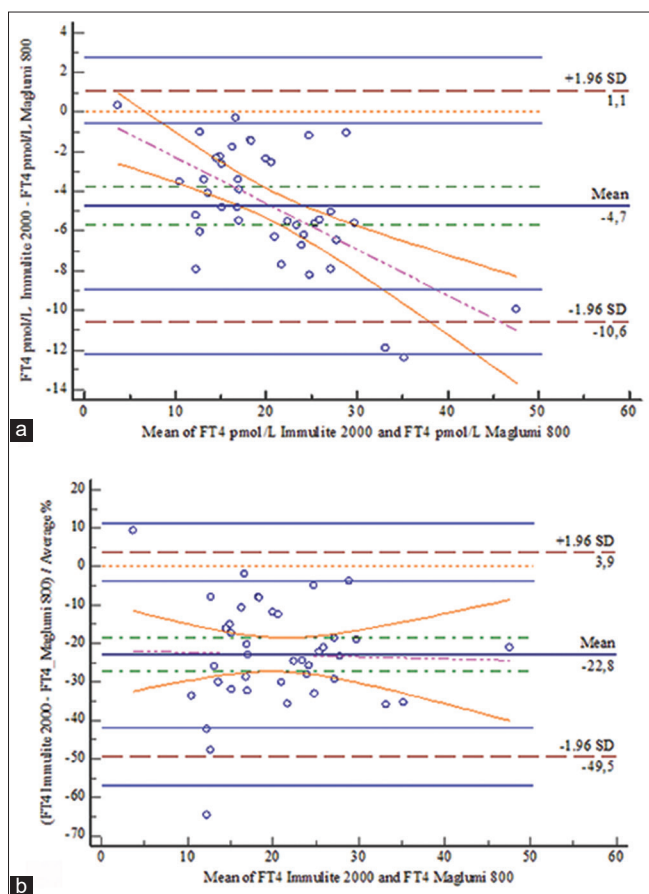 4
2
0
-2
-4
-6
-8
-10
-12
-14
FT4 pmol/L Immulite 2000 - FT4 pmol/L Maglumi 800
+1.96 SD
1,1
Mean
-4,7
-1.96 SD
-10,6
0 10 20 30 40 50 60
Mean of FT4 pmol/L Immulite 2000 and FT4 pmol/L Maglumi 800
a
20
10
0
-10
-20
-30
-40
-50
-60
-70
(FT4 Immulite 2000 - FT4_Maglumi 800) / Average %
+1.96 SD
3,9
Mean
-22,8
-1.96 SD
-49,5
0 10 20 30 40 50 60
Mean of FT4 Immulite 2000 and FT4 Maglumi 800
b